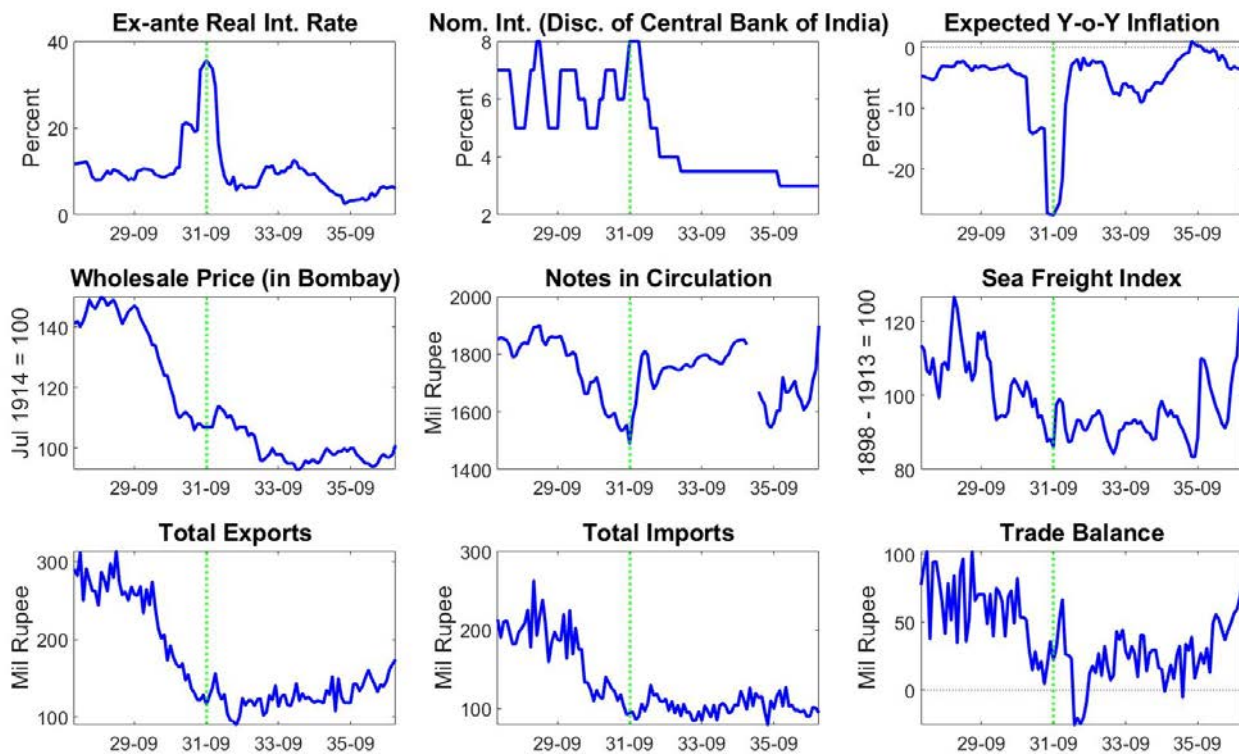 Ex-ante Real Int. Rate
Percent
40
20
0
29-09 31-09 33-09 35-09
Nom. Int. (Disc. of Central Bank of India)
Percent
8
6
4
2
29-09 31-09 33-09 35-09
Expected Y-o-Y Inflation
Percent
0
-10
-20
29-09 31-09 33-09 35-09
Wholesale Price (in Bombay)
Jul 1914 = 100
140
120
100
29-09 31-09 33-09 35-09
Notes in Circulation
Mil Rupee
2000
1800
1600
1400
29-09 31-09 33-09 35-09
Sea Freight Index
1898 - 1913 = 100
120
100
80
29-09 31-09 33-09 35-09
Total Exports
Mil Rupee
300
200
100
29-09 31-09 33-09 35-09
Total Imports
Mil Rupee
300
200
100
29-09 31-09 33-09 35-09
Trade Balance
Mil Rupee
100
50
0
29-09 31-09 33-09 35-09